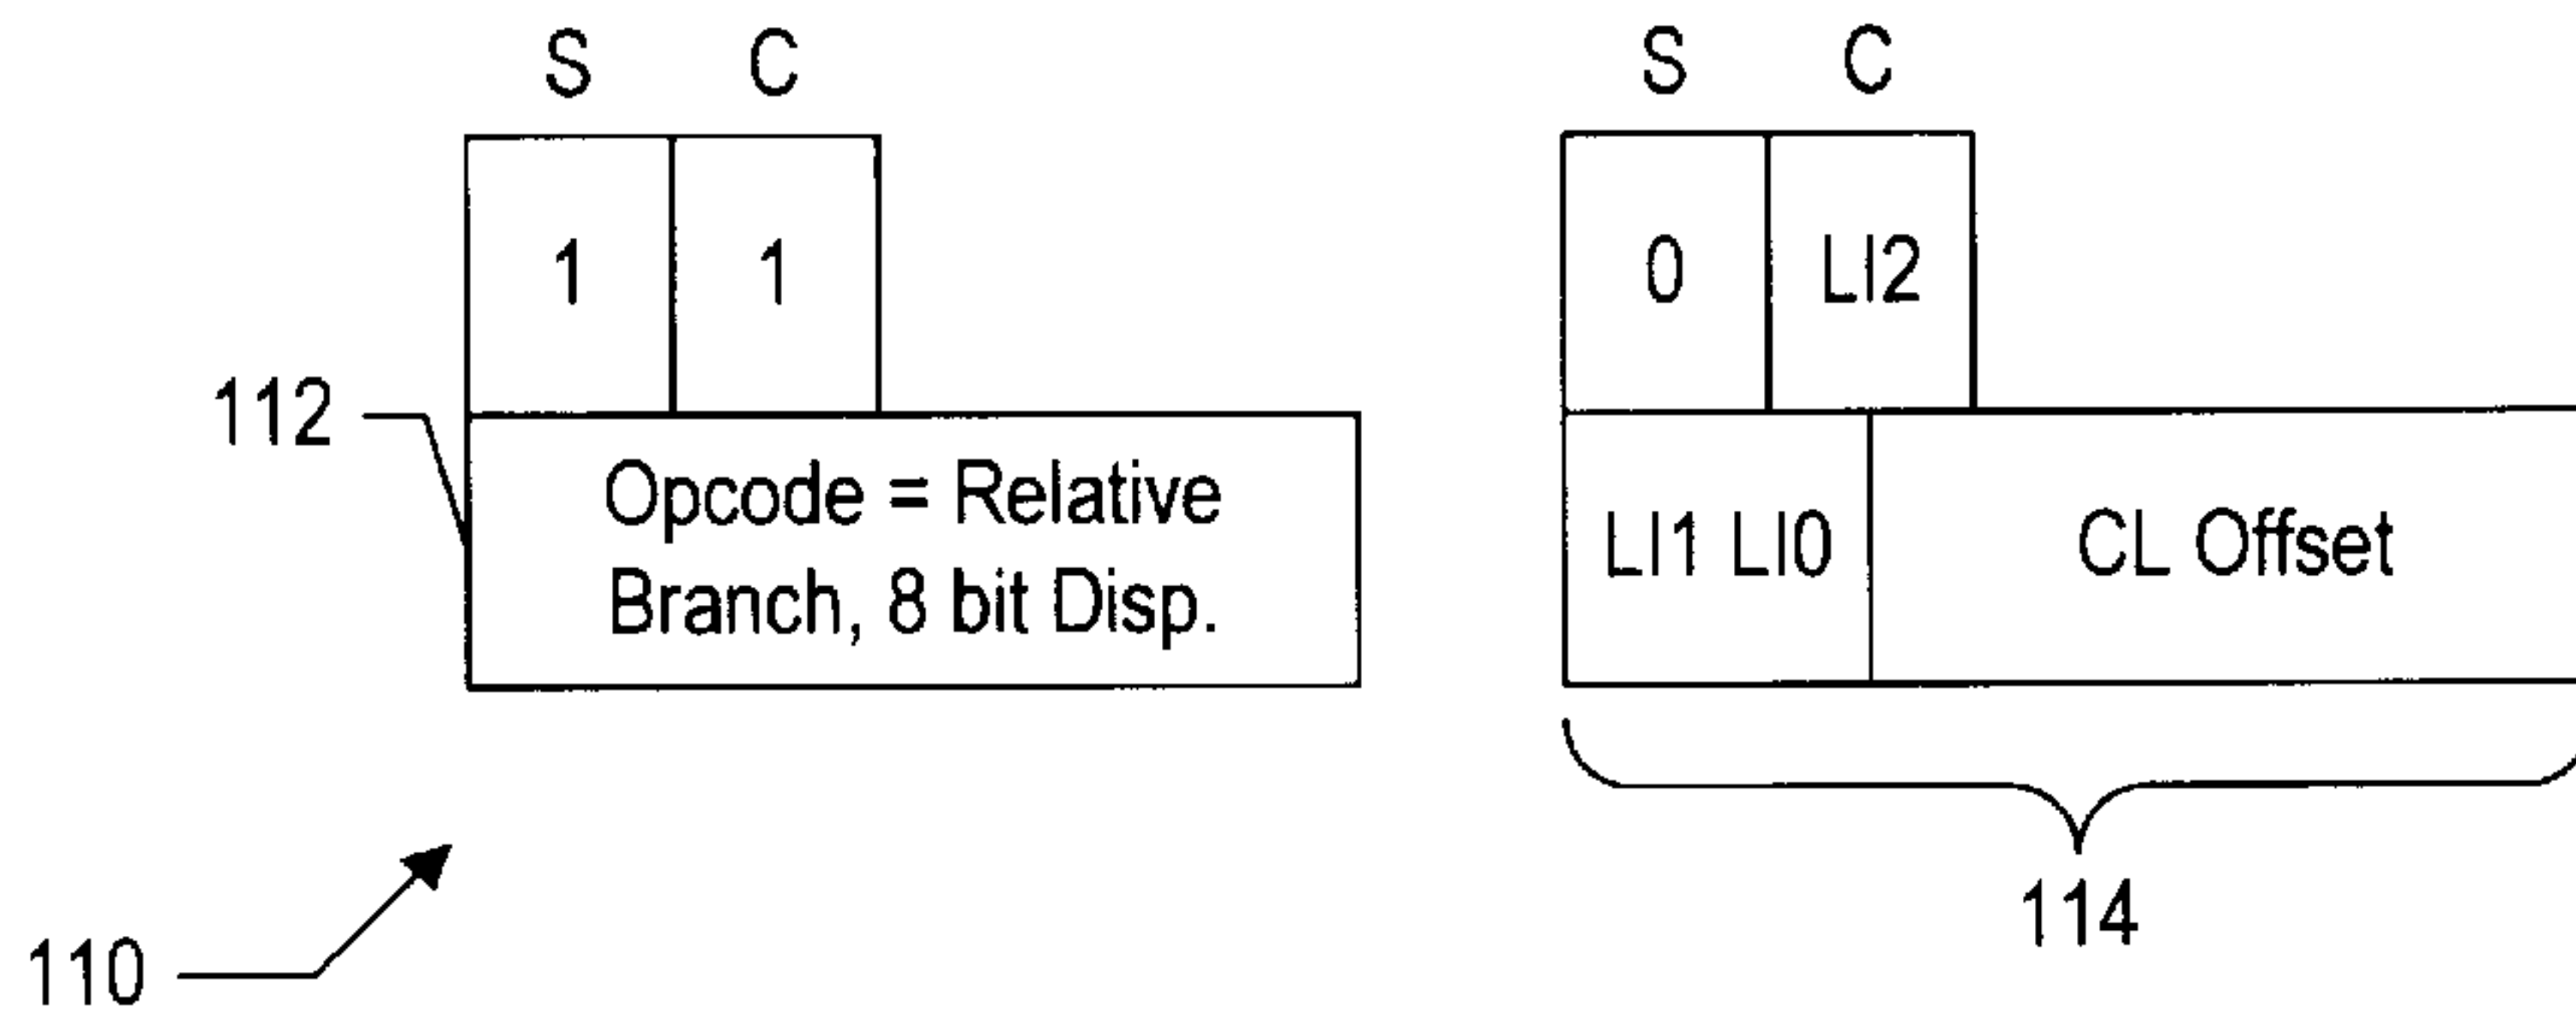 S C S C
1 1 0 LI2
112
Opcode = Relative
Branch, 8 bit Disp.
LI1 LI0 CL Offset
114
110